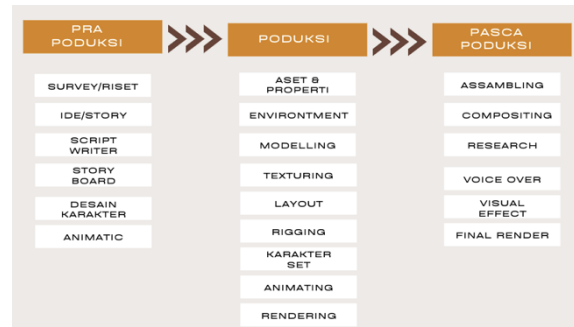 PRA
PODUKSI
SURVEY/RISET
IDE/STORY
SCRIPT
WRITER
STORY
BOARD
DESAIN
KARAKTER
ANIMATIC
PODUKSI
ASET &
PROPERTI
ENVIRONTMENT
MODELLING
TEXTURING
LAYOUT
RIGGING
KARAKTER
SET
ANIMATING
RENDERING
PASCA
PODUKSI
ASSAMBLING
COMPOSITING
RESEARCH
VOICE OVER
VISUAL
EFFECT
FINAL RENDER